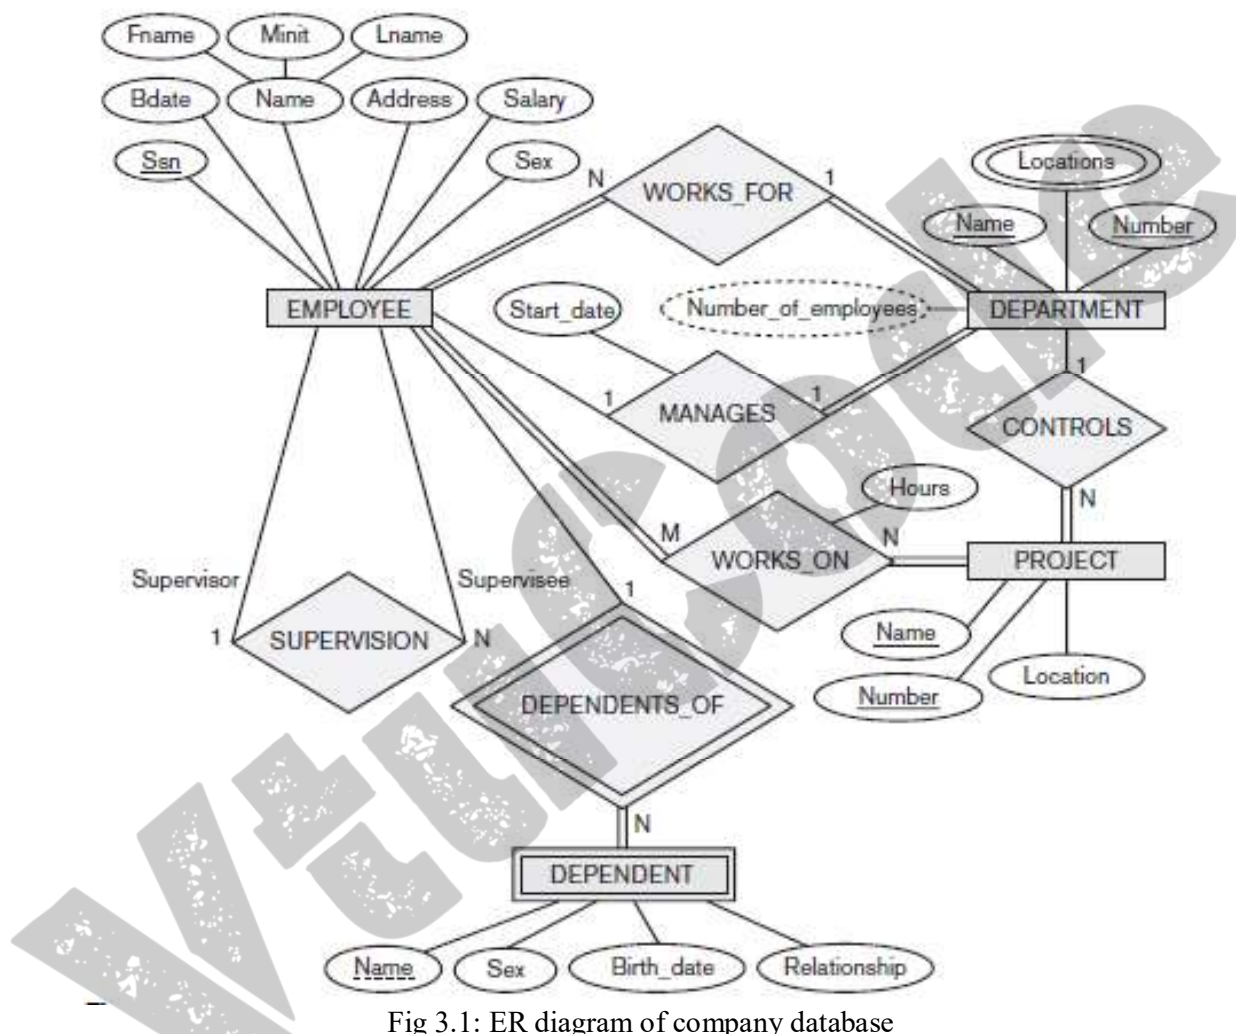 Fname Minit Lname
Bdate Name Address Salary
Ssn Sex
N WORKS_FOR 1
Locations
Name Number
EMPLOYEE
Start_date
Number_of_employees
DEPARTMENT
1 MANAGES 1
1
CONTROLS
N
Hours
M WORKS_ON N
PROJECT
Supervisor Supervisee
1 SUPERVISION N
1
Name
Number
Location
DEPENDENTS_OF
N
DEPENDENT
Name Sex Birth_date Relationship
Fig 3.1: ER diagram of company database
VtuCode